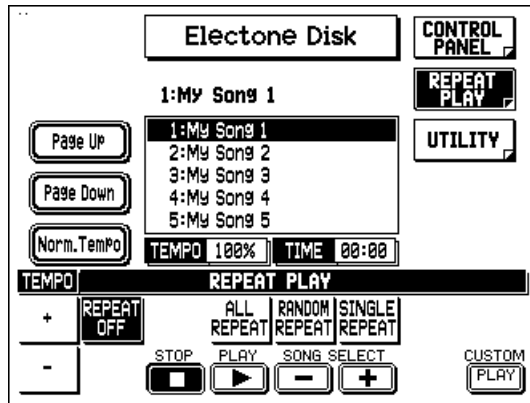 Electone Disk
CONTROL
PANEL
1:My Song 1
REPEAT
PLAY
1:My Song 1
2:My Song 2
3:My Song 3
4:My Song 4
5:My Song 5
Page Up
Page Down
Norm.Tempo
UTILITY
TEMPO 100% TIME 00:00
TEMPO REPEAT PLAY
+
-
REPEAT
OFF
ALL
REPEAT
RANDOM
REPEAT
SINGLE
REPEAT
STOP PLAY SONG SELECT
- +
CUSTOM
PLAY